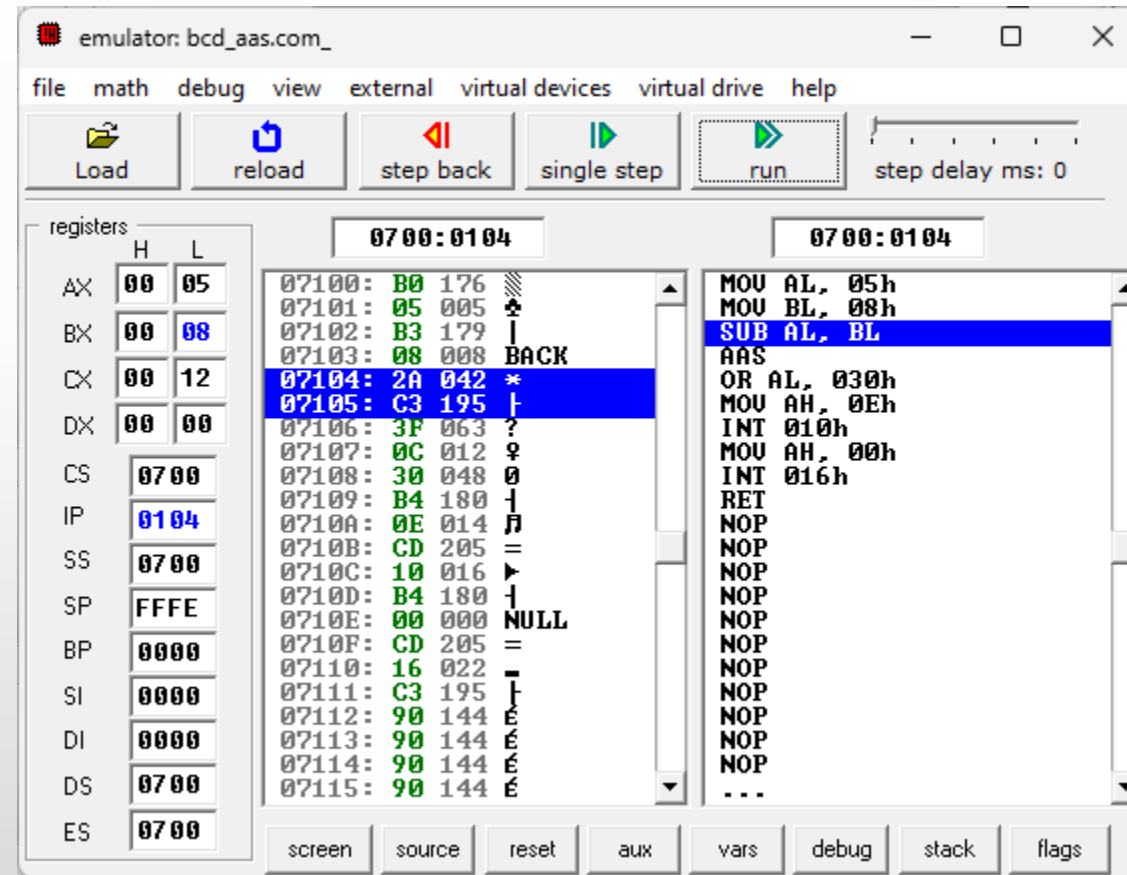 emulator: bcd_aas.com_
file math debug view external virtual devices virtual drive help
Load reload step back single step run step delay ms: 0
registers
H L
AX 00 05
BX 00 08
CX 00 12
DX 00 00
CS 0700
IP 0104
SS 0700
SP FFFE
BP 0000
SI 0000
DI 0000
DS 0700
ES 0700
0700:0104
07100: B0 176 ▒
07101: 05 005 ♣
07102: B3 179 │
07103: 08 008 BACK
07104: 2A 042 *
07105: C3 195 ├
07106: 3F 063 ?
07107: 0C 012 ♀
07108: 30 048 0
07109: B4 180 ┤
0710A: 0E 014 ♫
0710B: CD 205 =
0710C: 10 016 ►
0710D: B4 180 ┤
0710E: 00 000 NULL
0710F: CD 205 =
07110: 16 022 ▬
07111: C3 195 ├
07112: 90 144 É
07113: 90 144 É
07114: 90 144 É
07115: 90 144 É
0700:0104
MOV AL, 05h
MOV BL, 08h
SUB AL, BL
AAS
OR AL, 030h
MOV AH, 0Eh
INT 010h
MOV AH, 00h
INT 016h
RET
NOP
NOP
NOP
NOP
NOP
NOP
NOP
NOP
NOP
NOP
NOP
...
screen source reset aux vars debug stack flags